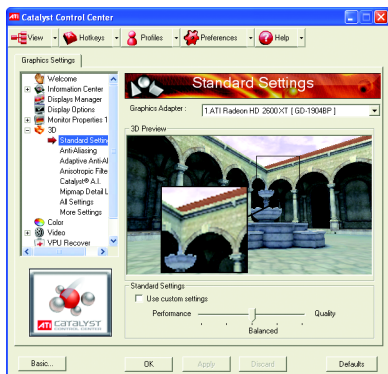 ATI Catalyst Control Center
View
Hotkeys
Profiles
Preferences
Help
Graphics Settings
Welcome
Information Center
Displays Manager
Display Options
Monitor Properties 1
3D
Standard Settin
Anti-Aliasing
Adaptive Anti-Al
Anisotropic Filte
Catalyst® A.I.
Mipmap Detail L
All Settings
More Settings
Color
Video
VPU Recover
ATI CATALYST
CONTROL CENTER
Standard Settings
Graphics Adapter :
1.ATI Radeon HD 2600 XT [ GD-1904BP ]
3D Preview
Standard Settings
Use custom settings
Performance
Quality
Balanced
Basic...
OK
Apply
Discard
Defaults